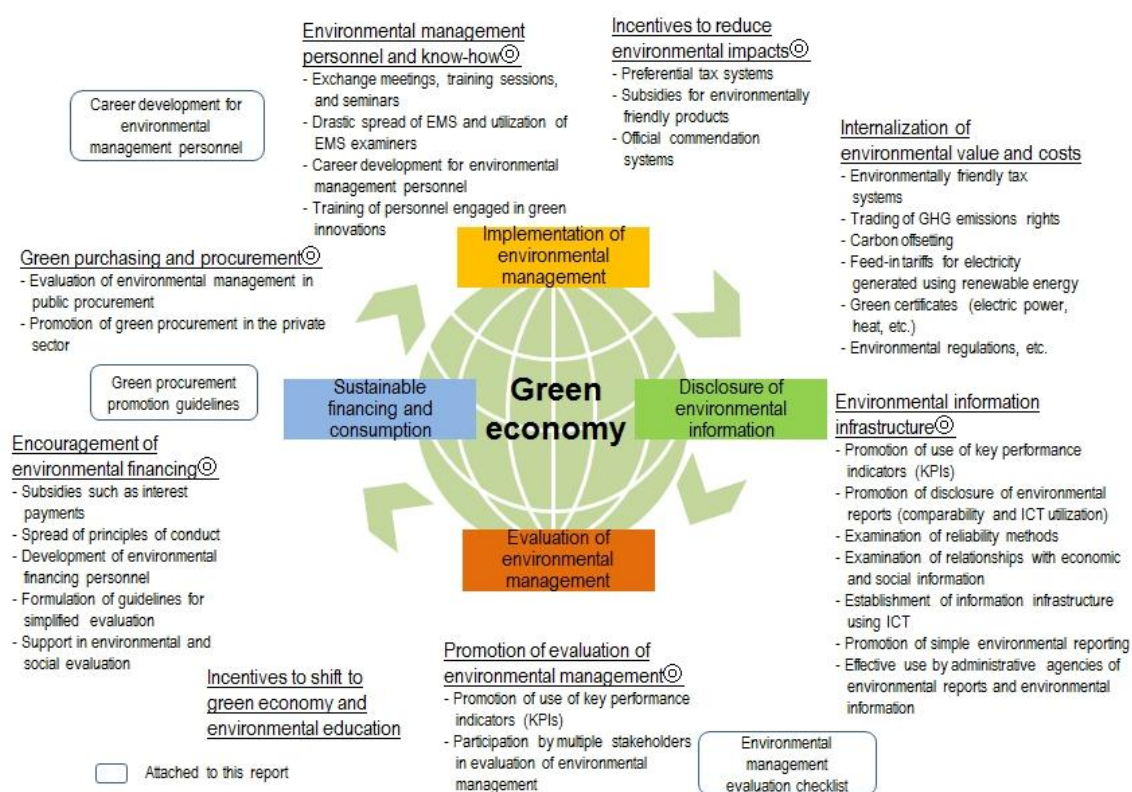 Environmental management
personnel and know-how◎
- Exchange meetings, training sessions,
and seminars
- Drastic spread of EMS and utilization of
EMS examiners
- Career development for environmental
management personnel
- Training of personnel engaged in green
innovations
Incentives to reduce
environmental impacts◎
- Preferential tax systems
- Subsidies for environmentally
friendly products
- Official commendation
systems
Career development for
environmental
management personnel
Internalization of
environmental value and costs
- Environmentally friendly tax
systems
- Trading of GHG emissions rights
- Carbon offsetting
- Feed-in tariffs for electricity
generated using renewable energy
- Green certificates (electric power,
heat, etc.)
- Environmental regulations, etc.
Green purchasing and procurement◎
- Evaluation of environmental management in
public procurement
- Promotion of green procurement in the private
sector
Implementation of
environmental
management
Green procurement
promotion guidelines
Sustainable
financing and
consumption
Green
economy
Disclosure of
environmental
information
Environmental information
infrastructure◎
- Promotion of use of key performance
indicators (KPIs)
- Promotion of disclosure of environmental
reports (comparability and ICT utilization)
- Examination of reliability methods
- Examination of relationships with economic
and social information
- Establishment of information infrastructure
using ICT
- Promotion of simple environmental reporting
- Effective use by administrative agencies of
environmental reports and environmental
information
Encouragement of
environmental financing◎
- Subsidies such as interest
payments
- Spread of principles of conduct
- Development of environmental
financing personnel
- Formulation of guidelines for
simplified evaluation
- Support in environmental and
social evaluation
Evaluation of
environmental
management
Incentives to shift to
green economy and
environmental education
Promotion of evaluation of
environmental management◎
- Promotion of use of key performance
indicators (KPIs)
- Participation by multiple stakeholders
in evaluation of environmental
management
Environmental
management
evaluation checklist
Attached to this report